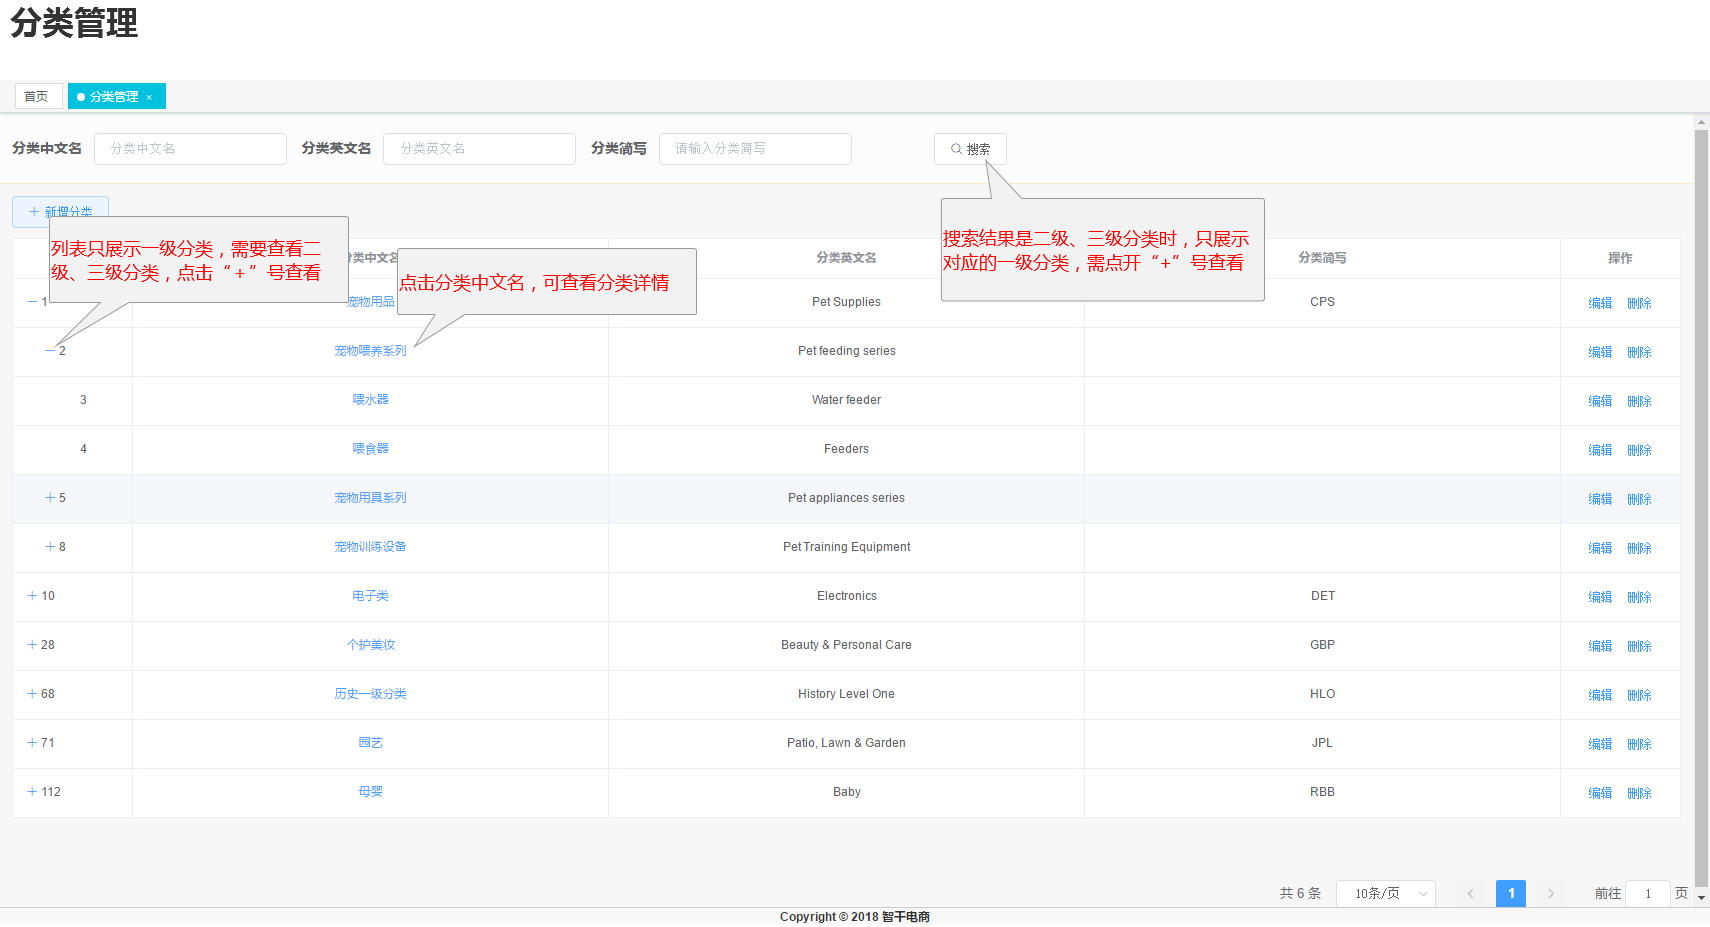 分类管理
首页
分类管理 ×
分类中文名 分类中文名 分类英文名 分类英文名 分类简写 请输入分类简写 搜索
+ 新增分类
列表只展示一级分类，需要查看二
级、三级分类，点击“+”号查看
点击分类中文名，可查看分类详情
搜索结果是二级、三级分类时，只展示
对应的一级分类，需点开“+”号查看
分类中文名 分类英文名 分类简写 操作
— 1 宠物用品 Pet Supplies CPS 编辑 删除
— 2 宠物喂养系列 Pet feeding series 编辑 删除
3 喂水器 Water feeder 编辑 删除
4 喂食器 Feeders 编辑 删除
+ 5 宠物用具系列 Pet appliances series 编辑 删除
+ 8 宠物训练设备 Pet Training Equipment 编辑 删除
+ 10 电子类 Electronics DET 编辑 删除
+ 28 个护美妆 Beauty & Personal Care GBP 编辑 删除
+ 68 历史一级分类 History Level One HLO 编辑 删除
+ 71 园艺 Patio, Lawn & Garden JPL 编辑 删除
+ 112 母婴 Baby RBB 编辑 删除
共 6 条 10条/页 < 1 > 前往 1 页
Copyright © 2018 智干电商